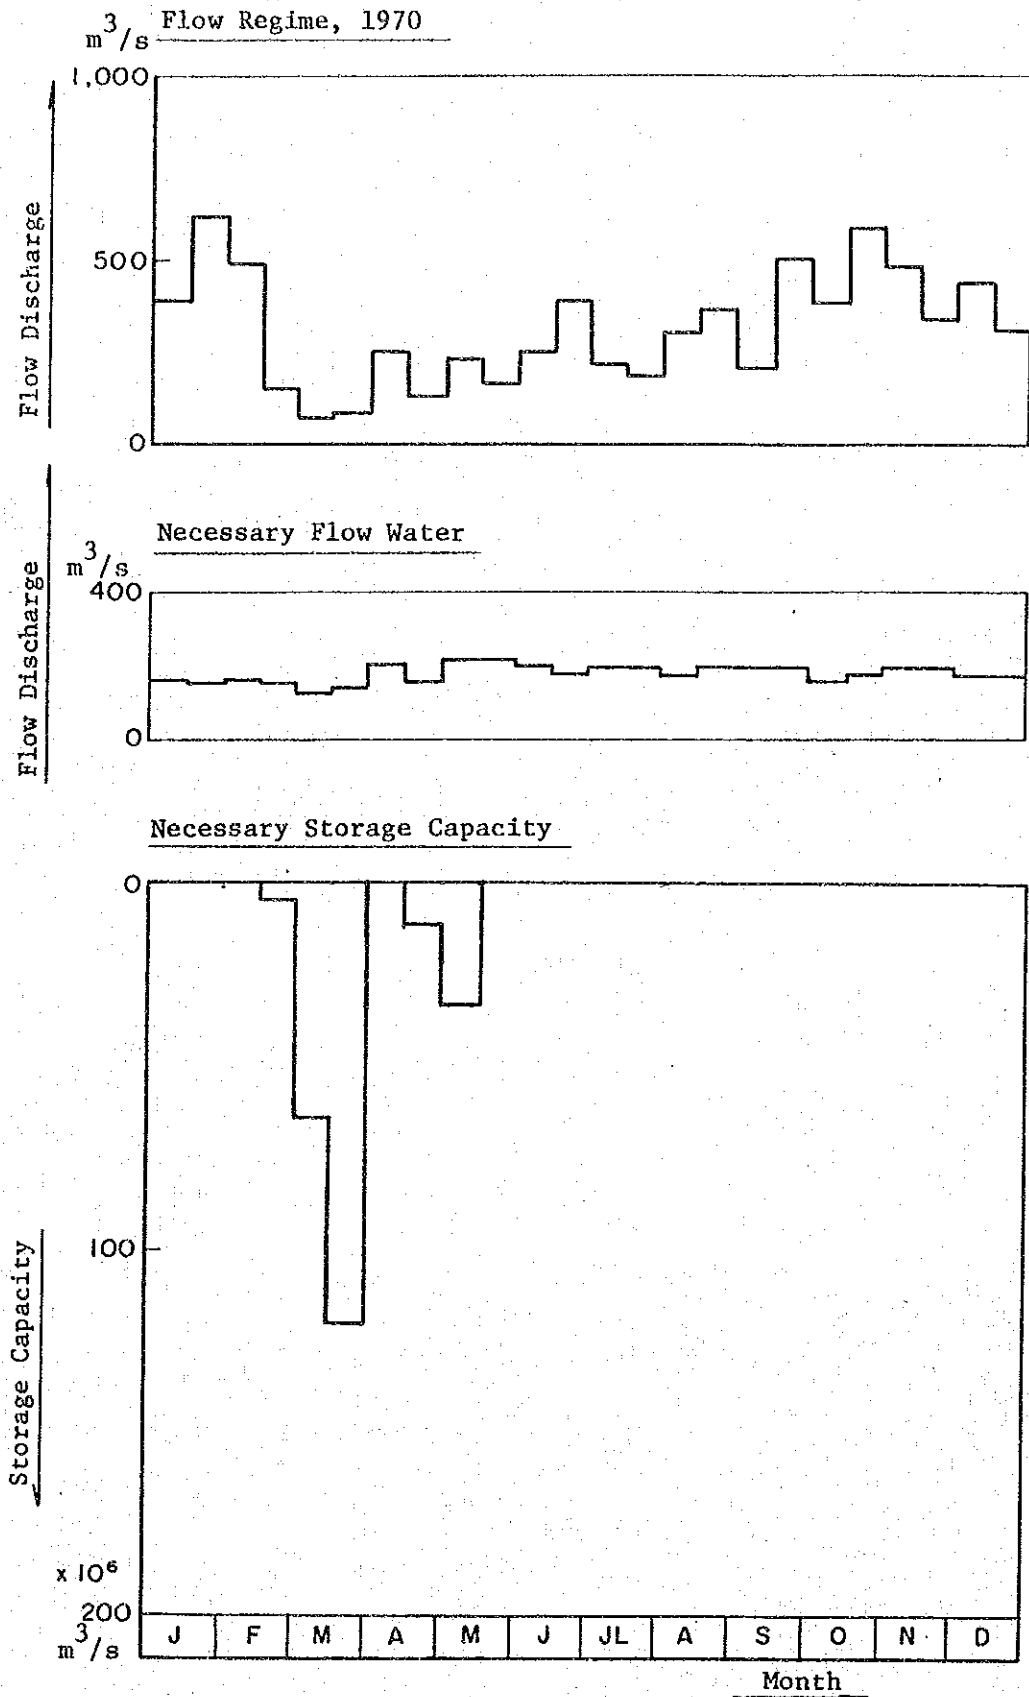 Flow Regime, 1970
m³/s
1,000
500
0
Flow Discharge
Necessary Flow Water
m³/s
400
0
Flow Discharge
Necessary Storage Capacity
0
100
x 10⁶
200
m³/s
Storage Capacity
J F M A M J JL A S O N D
Month